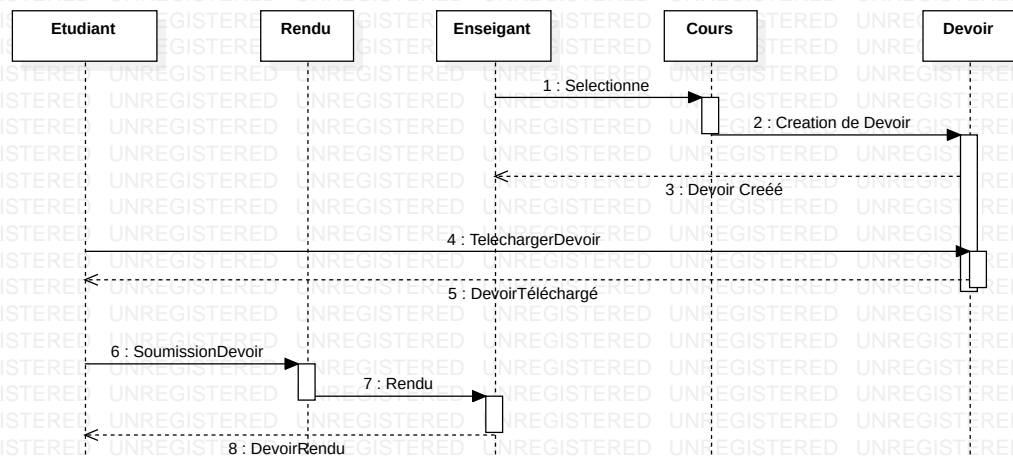 Etudiant
Rendu
Enseigant
Cours
Devoir
1 : Selectionne
2 : Creation de Devoir
3 : Devoir Creéé
4 : TelechargerDevoir
5 : DevoirTéléchargé
6 : SoumissionDevoir
7 : Rendu
8 : DevoirRendu
UNREGISTERED